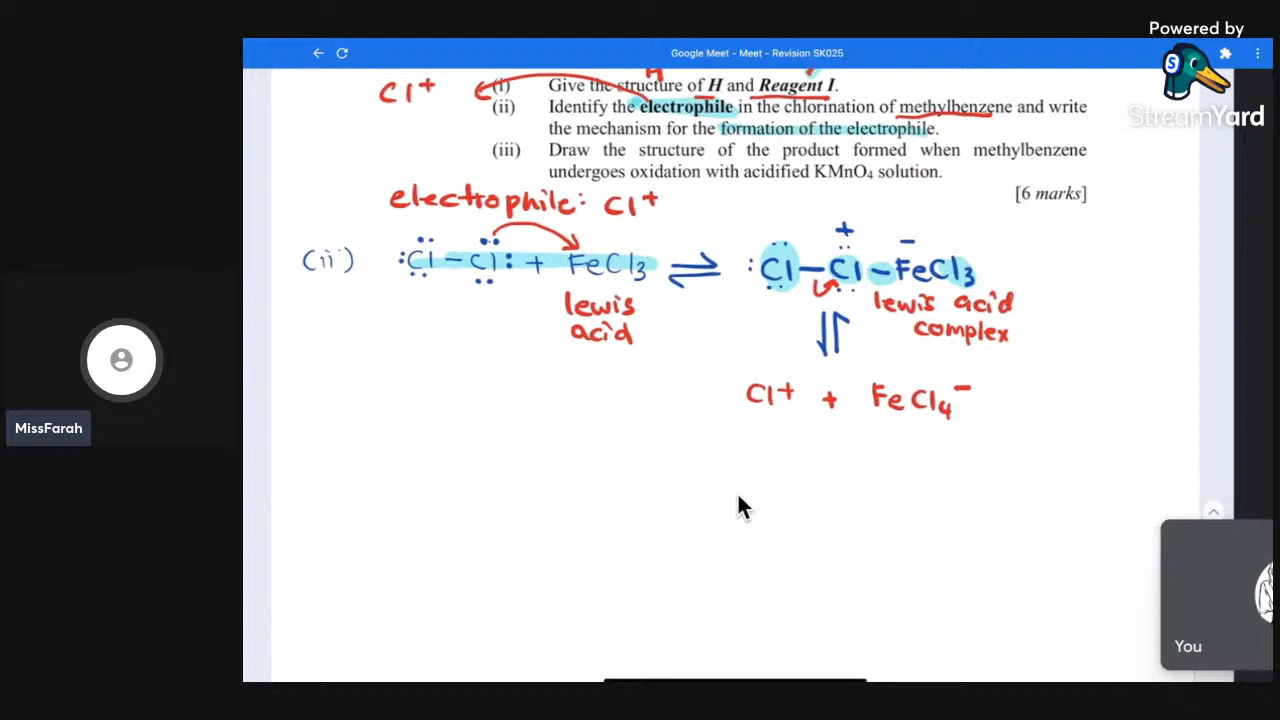 Powered by
StreamYard
Google Meet - Meet - Revision SK025
(i) Give the structure of H and Reagent I.
Cl+
(ii) Identify the electrophile in the chlorination of methylbenzene and write
the mechanism for the formation of the electrophile.
(iii) Draw the structure of the product formed when methylbenzene
undergoes oxidation with acidified KMnO₄ solution.
[6 marks]
electrophile: Cl⁺
(ii) :Cl – Cl: + FeCl₃ ⇌ :Cl – Cl⁺ – FeCl₃⁻
lewis acid
lewis acid complex
⇌
Cl⁺ + FeCl₄⁻
MissFarah
You